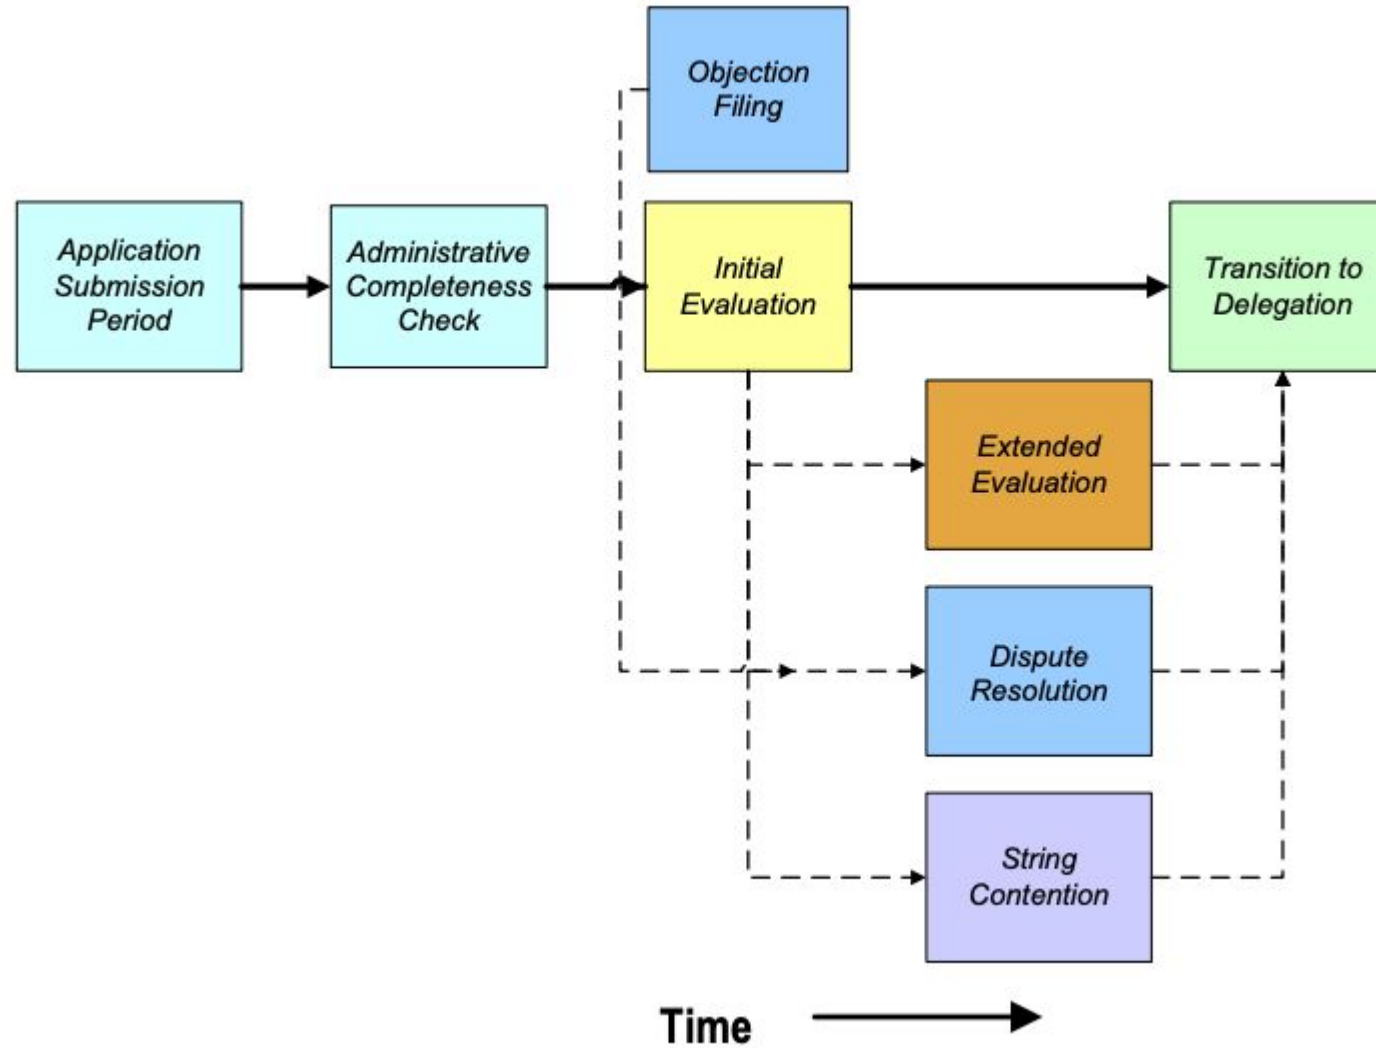 Objection
Filing
Application
Submission
Period
Administrative
Completeness
Check
Initial
Evaluation
Transition to
Delegation
Extended
Evaluation
Dispute
Resolution
String
Contention
Time